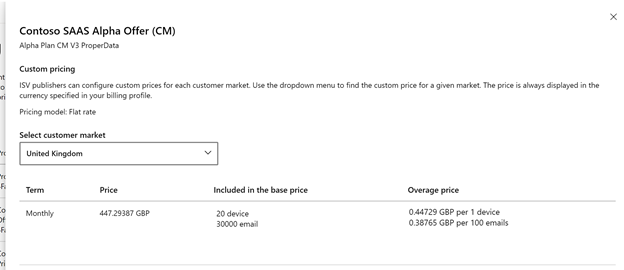 Contoso SAAS Alpha Offer (CM)
Alpha Plan CM V3 ProperData
Custom pricing
ISV publishers can configure custom prices for each customer market. Use the dropdown menu to find the custom price for a given market. The price is always displayed in the
currency specified in your billing profile.
Pricing model: Flat rate
Select customer market
United Kingdom
Term Price Included in the base price Overage price
Monthly 447.29387 GBP 20 device 0.44729 GBP per 1 device
30000 email 0.38765 GBP per 100 emails